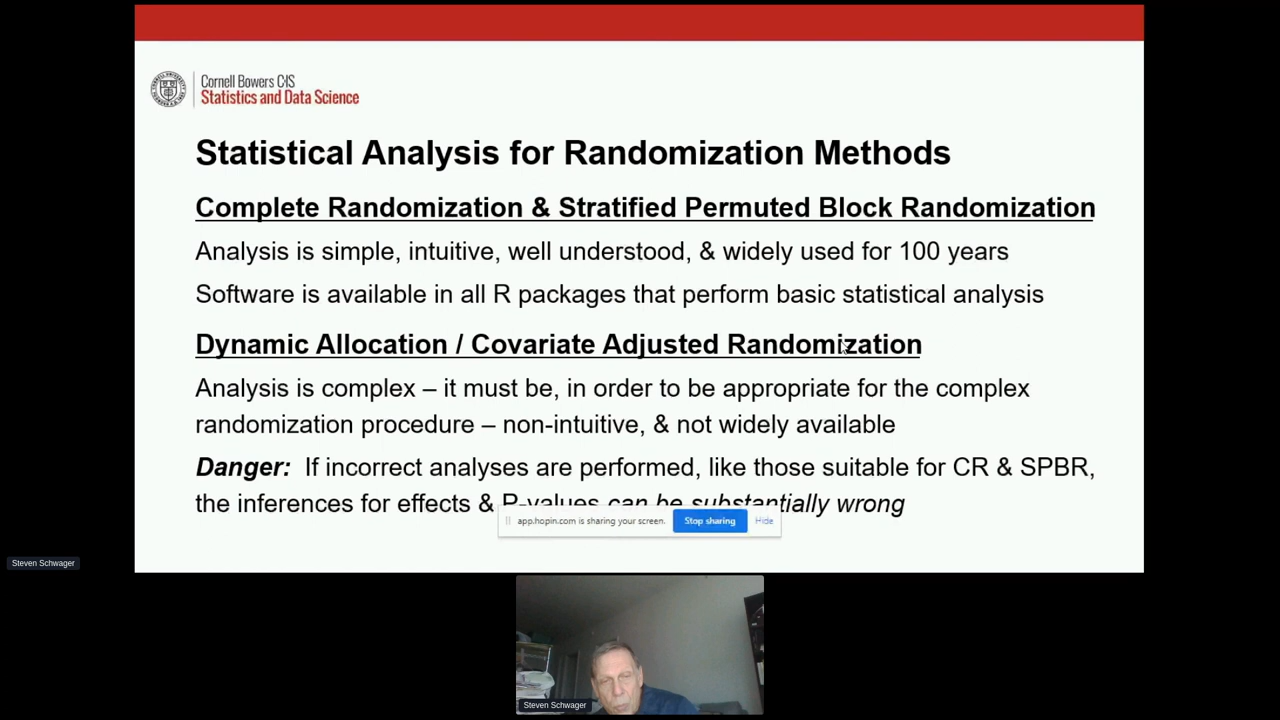 Cornell Bowers C·IS
Statistics and Data Science
Statistical Analysis for Randomization Methods
Complete Randomization & Stratified Permuted Block Randomization
Analysis is simple, intuitive, well understood, & widely used for 100 years
Software is available in all R packages that perform basic statistical analysis
Dynamic Allocation / Covariate Adjusted Randomization
Analysis is complex – it must be, in order to be appropriate for the complex
randomization procedure – non-intuitive, & not widely available
Danger: If incorrect analyses are performed, like those suitable for CR & SPBR,
the inferences for effects & P-values can be substantially wrong
app.hopin.com is sharing your screen.
Stop sharing
Hide
Steven Schwager
Steven Schwager